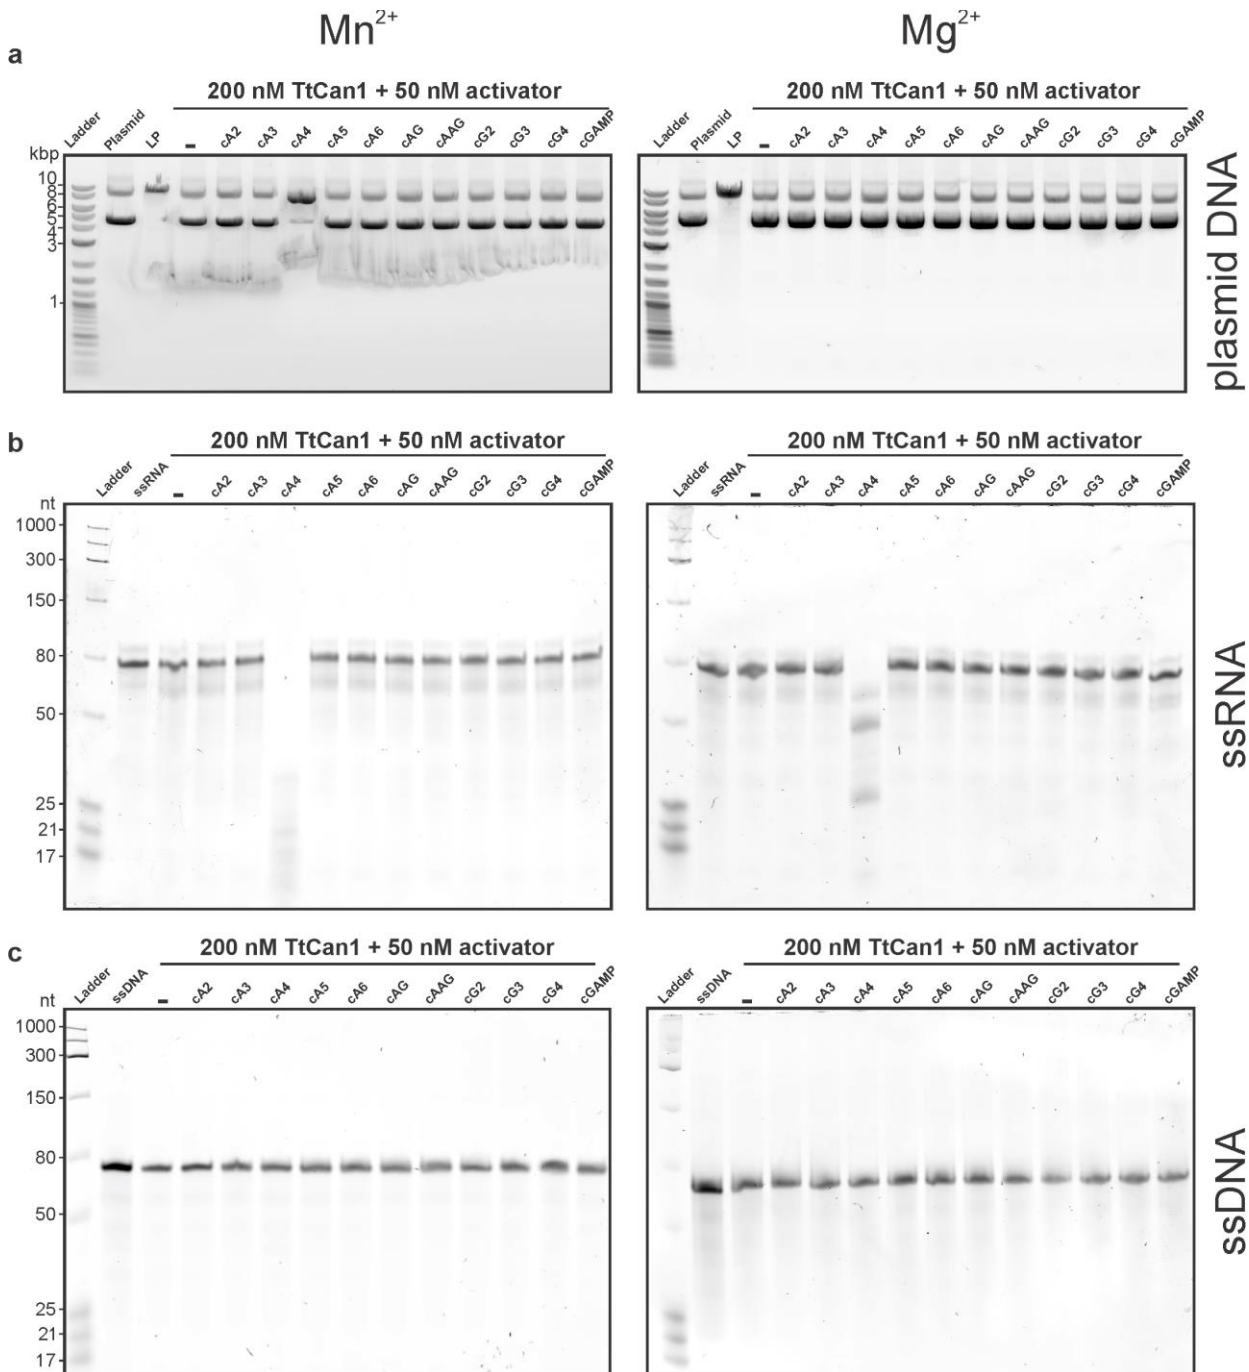 Mn²⁺ Mg²⁺
a
200 nM TtCan1 + 50 nM activator 200 nM TtCan1 + 50 nM activator
Ladder Plasmid LP - cA2 cA3 cA4 cA5 cA6 cAG cAAG cG2 cG3 cG4 cGAMP Ladder Plasmid LP - cA2 cA3 cA4 cA5 cA6 cAG cAAG cG2 cG3 cG4 cGAMP
kbp
10
8
6
5
4
3
1
plasmid DNA
b
200 nM TtCan1 + 50 nM activator 200 nM TtCan1 + 50 nM activator
Ladder ssRNA - cA2 cA3 cA4 cA5 cA6 cAG cAAG cG2 cG3 cG4 cGAMP Ladder ssRNA - cA2 cA3 cA4 cA5 cA6 cAG cAAG cG2 cG3 cG4 cGAMP
nt
1000
300
150
80
50
25
21
17
ssRNA
c
200 nM TtCan1 + 50 nM activator 200 nM TtCan1 + 50 nM activator
Ladder ssDNA - cA2 cA3 cA4 cA5 cA6 cAG cAAG cG2 cG3 cG4 cGAMP Ladder ssDNA - cA2 cA3 cA4 cA5 cA6 cAG cAAG cG2 cG3 cG4 cGAMP
nt
1000
300
150
80
50
25
21
17
ssDNA